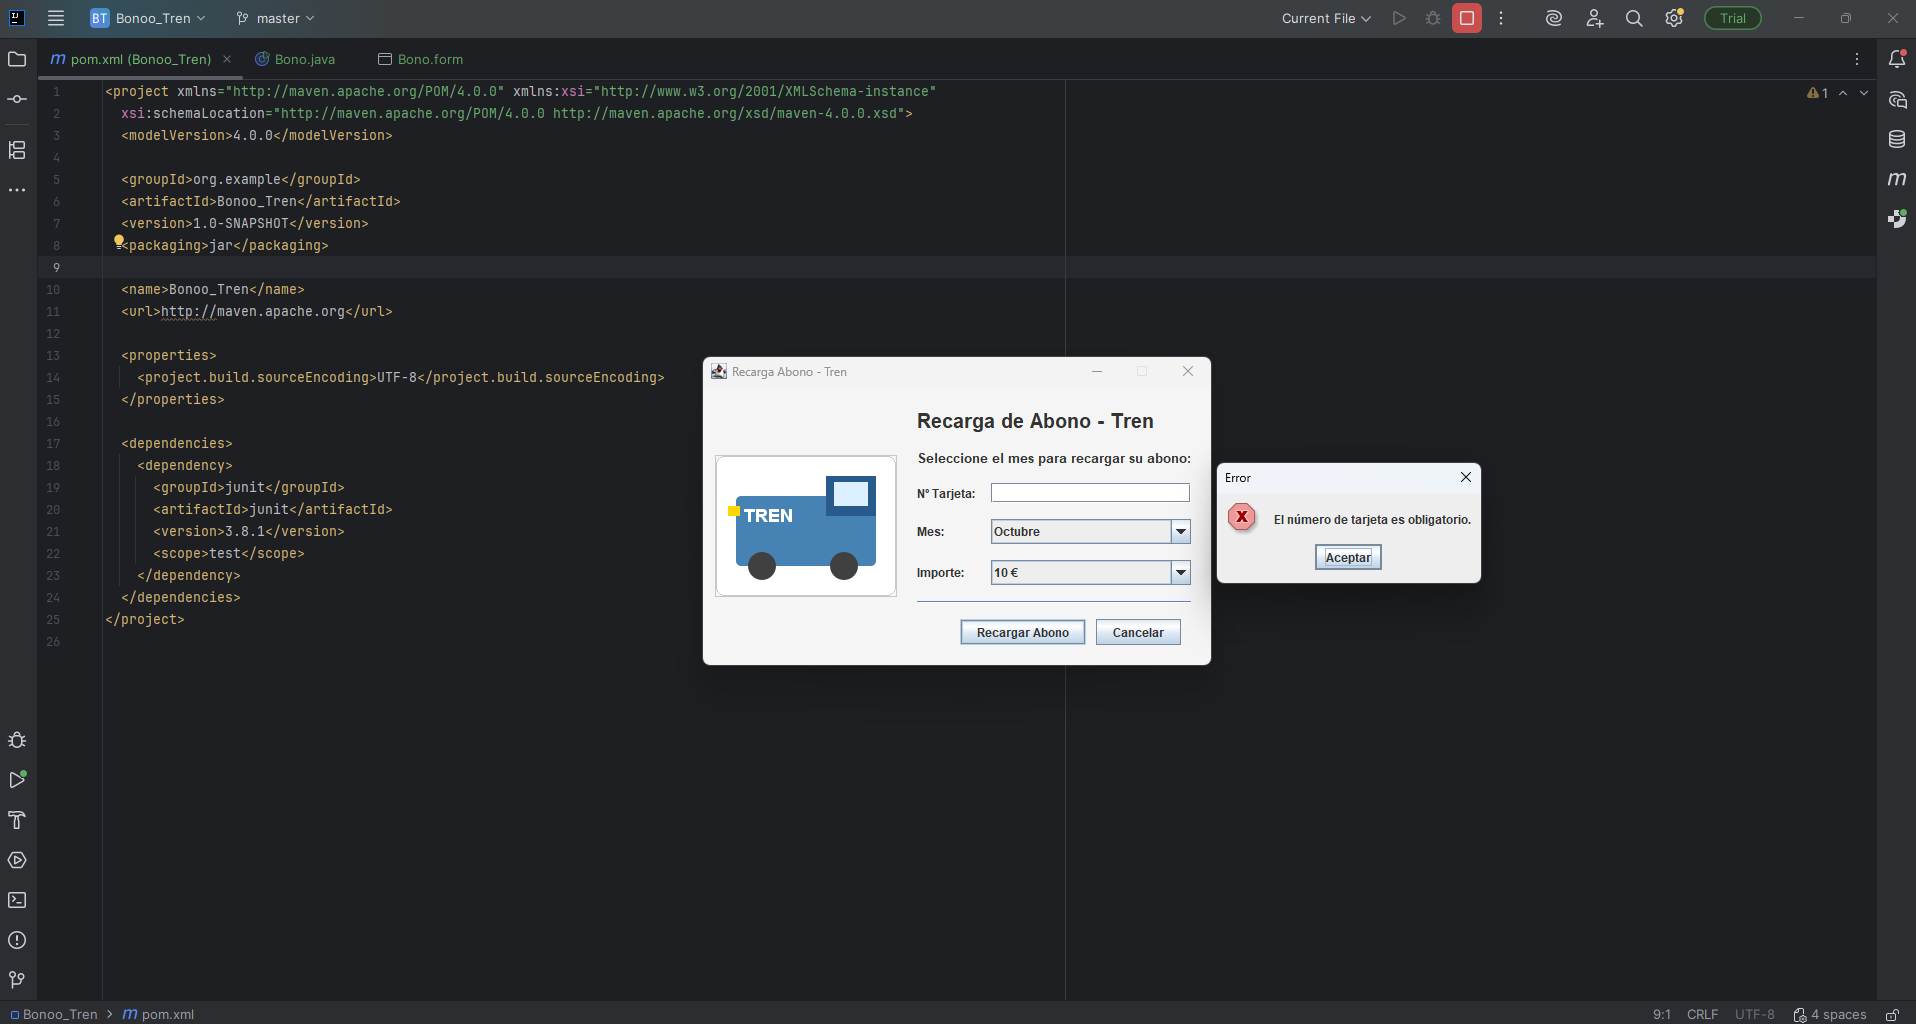 BT Bonoo_Tren master Current File Trial
m pom.xml (Bonoo_Tren) Bono.java Bono.form
1 <project xmlns="http://maven.apache.org/POM/4.0.0" xmlns:xsi="http://www.w3.org/2001/XMLSchema-instance"
2 xsi:schemaLocation="http://maven.apache.org/POM/4.0.0 http://maven.apache.org/xsd/maven-4.0.0.xsd">
3 <modelVersion>4.0.0</modelVersion>
4
5 <groupId>org.example</groupId>
6 <artifactId>Bonoo_Tren</artifactId>
7 <version>1.0-SNAPSHOT</version>
8 <packaging>jar</packaging>
9
10 <name>Bonoo_Tren</name>
11 <url>http://maven.apache.org</url>
12
13 <properties>
14 <project.build.sourceEncoding>UTF-8</project.build.sourceEncoding>
15 </properties>
16
17 <dependencies>
18 <dependency>
19 <groupId>junit</groupId>
20 <artifactId>junit</artifactId>
21 <version>3.8.1</version>
22 <scope>test</scope>
23 </dependency>
24 </dependencies>
25 </project>
26
1
Recarga Abono - Tren
Recarga de Abono - Tren
Seleccione el mes para recargar su abono:
TREN
Nº Tarjeta:
Mes: Octubre
Importe: 10 €
Recargar Abono Cancelar
Error
El número de tarjeta es obligatorio.
Aceptar
Bonoo_Tren > m pom.xml 9:1 CRLF UTF-8 4 spaces